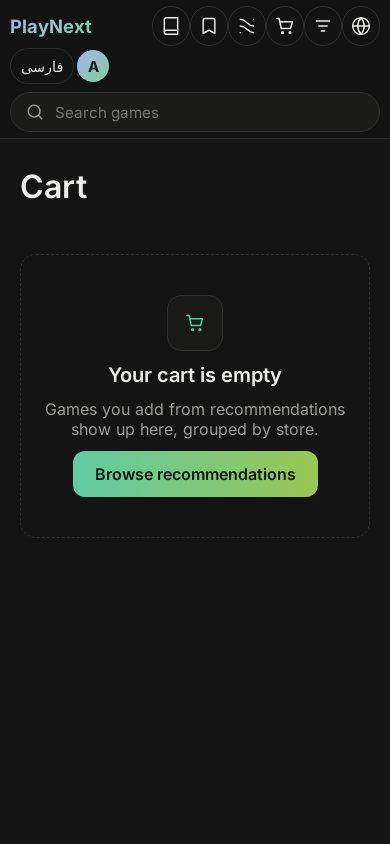 PlayNext
فارسی
A
Search games
Cart
Your cart is empty
Games you add from recommendations
show up here, grouped by store.
Browse recommendations